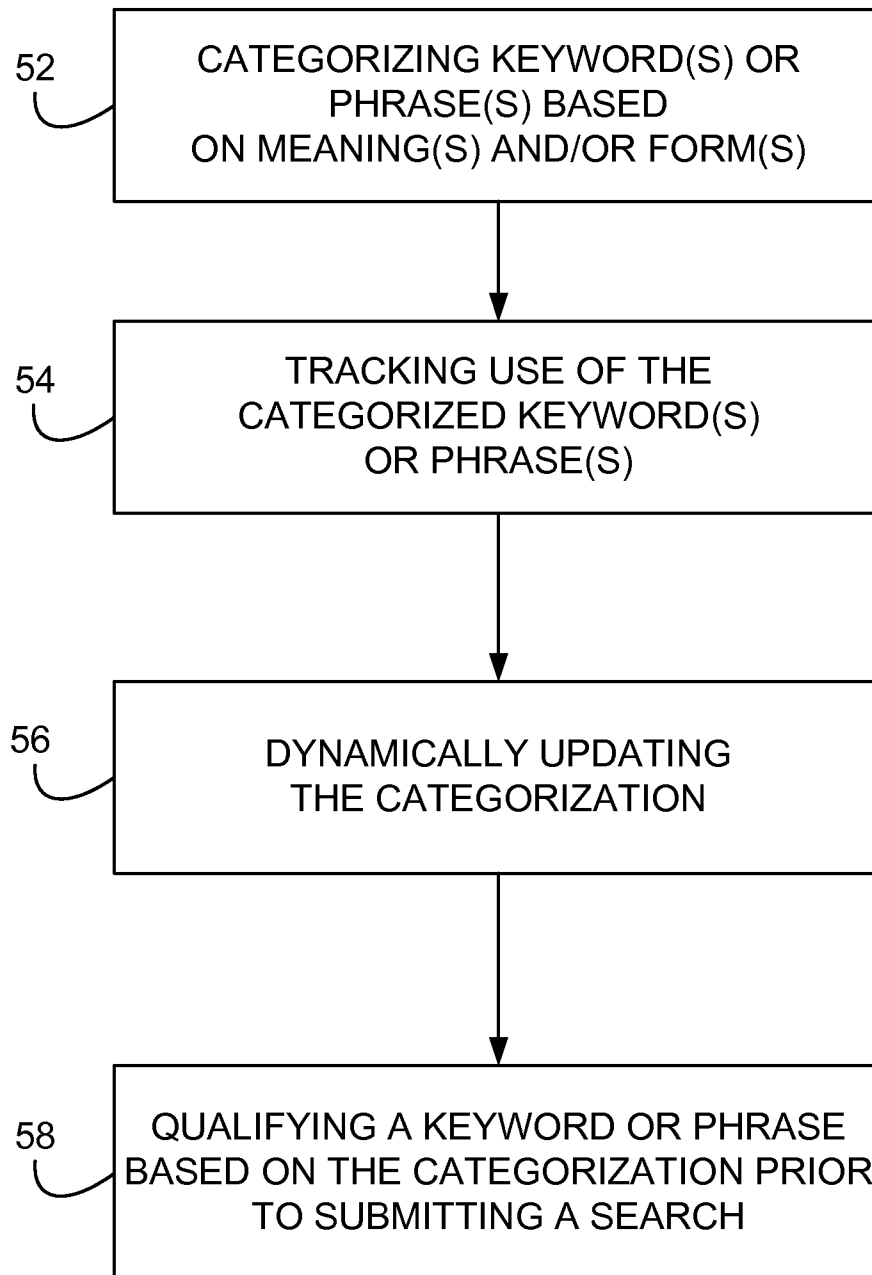 52
CATEGORIZING KEYWORD(S) OR
PHRASE(S) BASED
ON MEANING(S) AND/OR FORM(S)
54
TRACKING USE OF THE
CATEGORIZED KEYWORD(S)
OR PHRASE(S)
56
DYNAMICALLY UPDATING
THE CATEGORIZATION
58
QUALIFYING A KEYWORD OR PHRASE
BASED ON THE CATEGORIZATION PRIOR
TO SUBMITTING A SEARCH